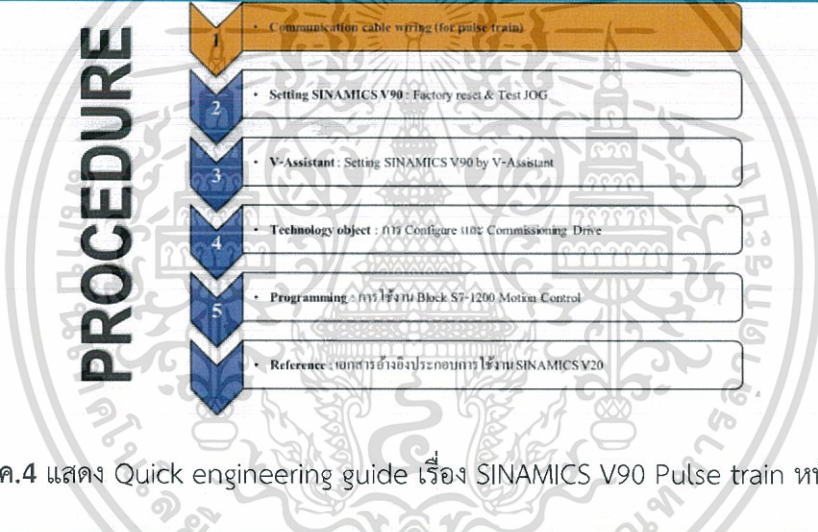 PROCEDURE
1
• Communication cable wiring (for pulse train)
2
• Setting SINAMICS V90 : Factory reset & Test JOG
3
• V-Assistant : Setting SINAMICS V90 by V-Assistant
4
• Technology object : การ Configure และ Commissioning Drive
5
• Programming : การใช้งาน Block S7-1200 Motion Control
• Reference : เอกสารอ้างอิงประกอบการใช้งาน SINAMICS V20
ค.4 แสดง Quick engineering guide เรื่อง SINAMICS V90 Pulse train